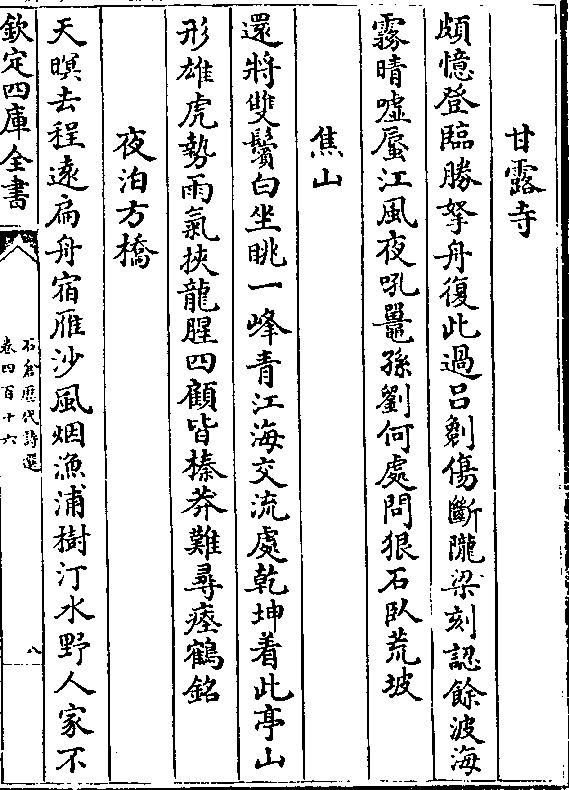 甘露寺
頗憶登臨勝拏舟復此過吕剝傷斷隴梁刻認餘波海
霧晴噓蜃江風夜吼鼉孫劉何處問狠石臥荒坡
焦山
還將雙鬢白坐眺一峰青江海交流處乾坤着此亭山
形雄虎勢雨氣挾龍腥四顧皆榛莽難尋瘞鶴銘
夜泊方橋
天暝去程遠扁舟宿雁沙風烟漁浦樹汀水野人家不
欽定四庫全書
石倉歷代詩選
卷四百十六
八